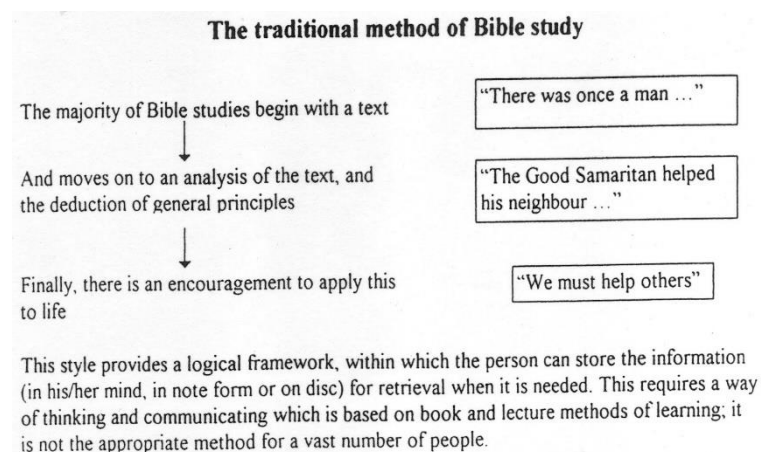 The traditional method of Bible study
The majority of Bible studies begin with a text
“There was once a man …”
And moves on to an analysis of the text, and
the deduction of general principles
“The Good Samaritan helped
his neighbour …”
Finally, there is an encouragement to apply this
to life
“We must help others”
This style provides a logical framework, within which the person can store the information
(in his/her mind, in note form or on disc) for retrieval when it is needed. This requires a way
of thinking and communicating which is based on book and lecture methods of learning; it
is not the appropriate method for a vast number of people.